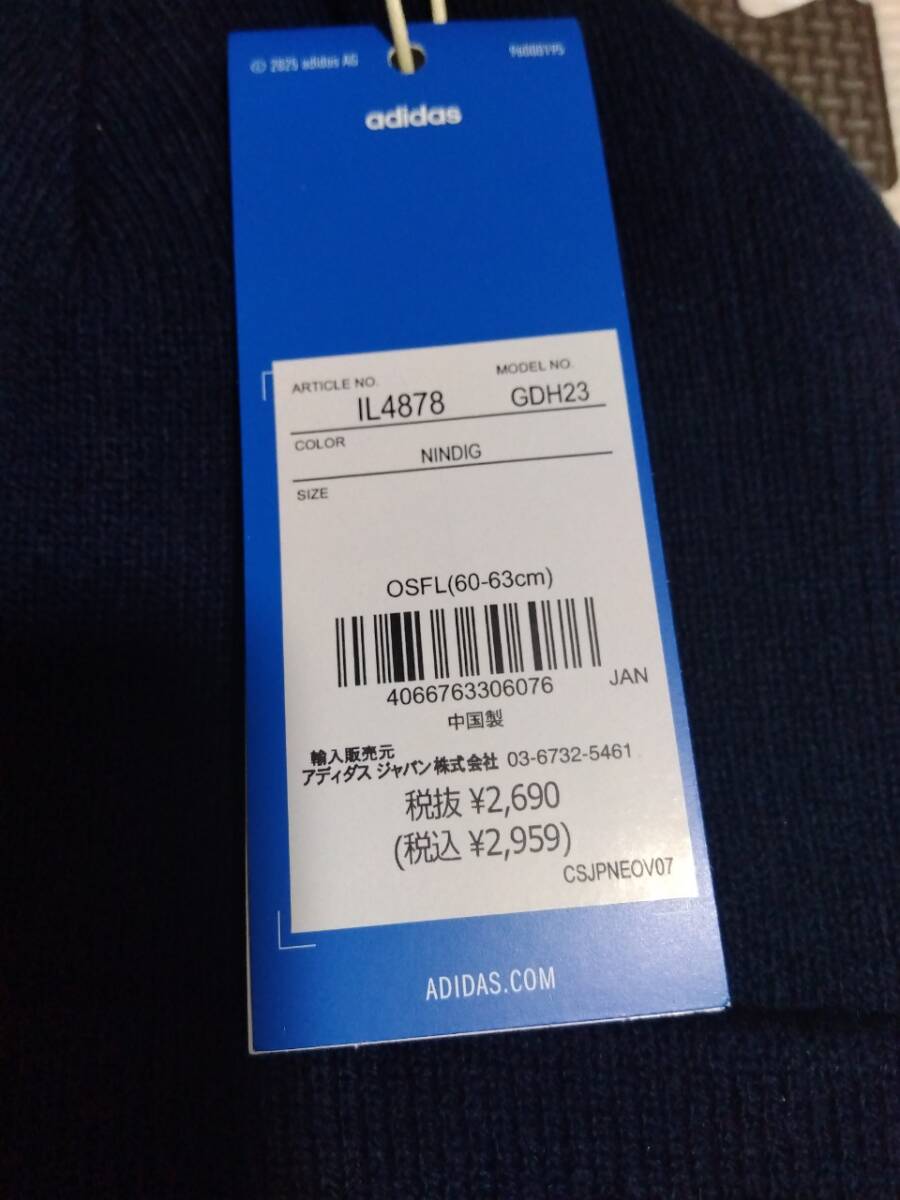 © 2025 adidas AG
adidas
ARTICLE NO.
MODEL NO.
IL4878
GDH23
COLOR
NINDIG
SIZE
OSFL(60-63cm)
4066763306076
JAN
中国製
輸入販売元
アディダス ジャパン株式会社 03-6732-5461
税抜 ¥2,690
(税込 ¥2,959)
CSJPNEOV07
ADIDAS.COM